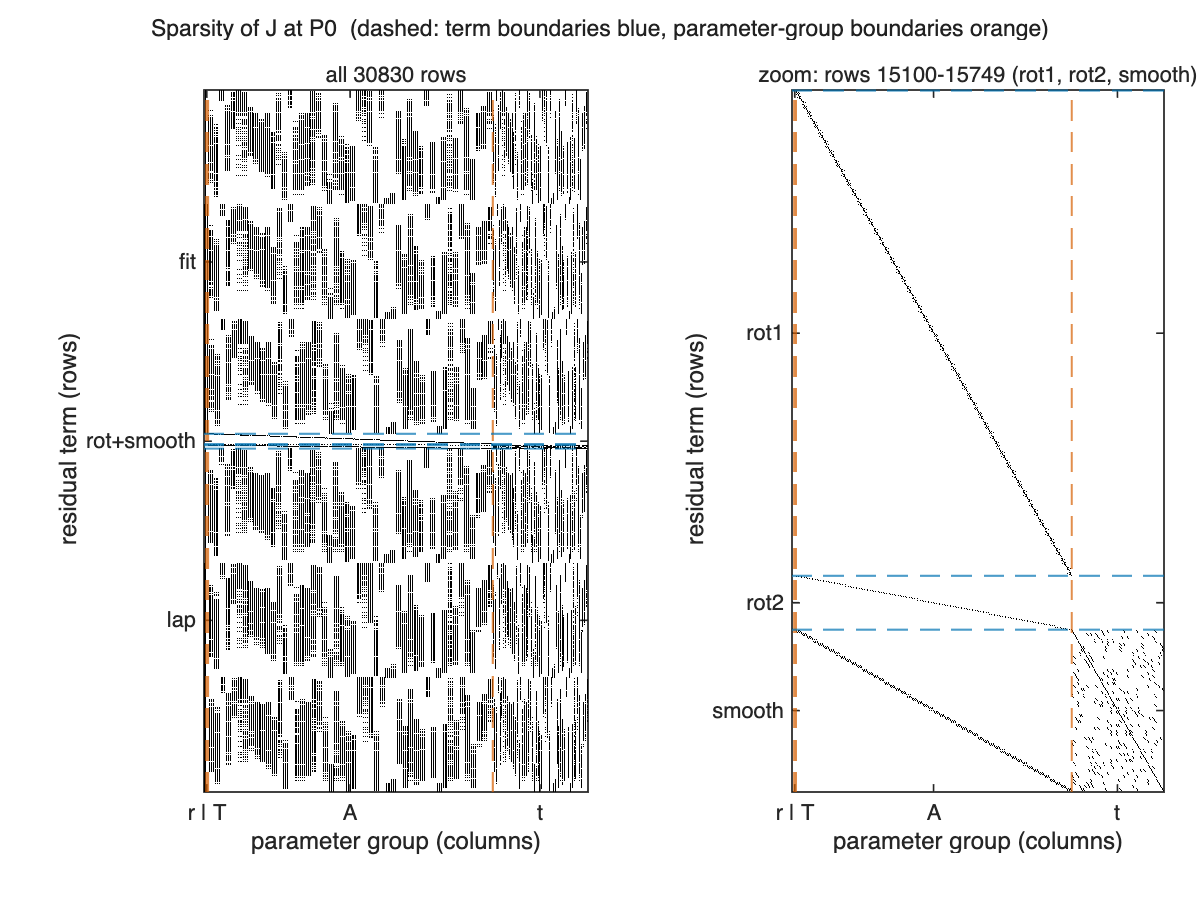 Sparsity of J at P0 (dashed: term boundaries blue, parameter-group boundaries orange)
all 30830 rows
residual term (rows)
fit
rot+smooth
lap
r | T
A
t
parameter group (columns)
zoom: rows 15100-15749 (rot1, rot2, smooth)
residual term (rows)
rot1
rot2
smooth
r | T
A
t
parameter group (columns)